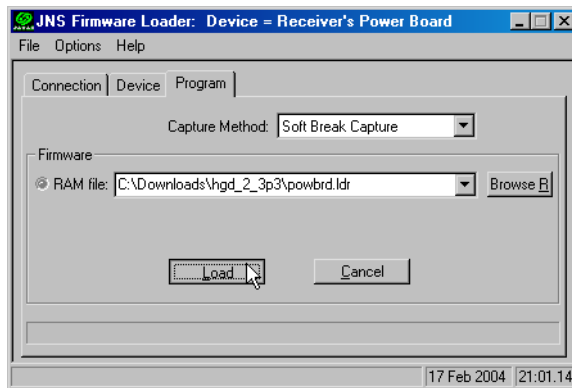 JNS Firmware Loader: Device = Receiver's Power Board
File Options Help
Connection Device Program
Capture Method: Soft Break Capture
Firmware
RAM file: C:\Downloads\hgd_2_3p3\powbrd.ldr Browse R
Load Cancel
17 Feb 2004 21:01.14